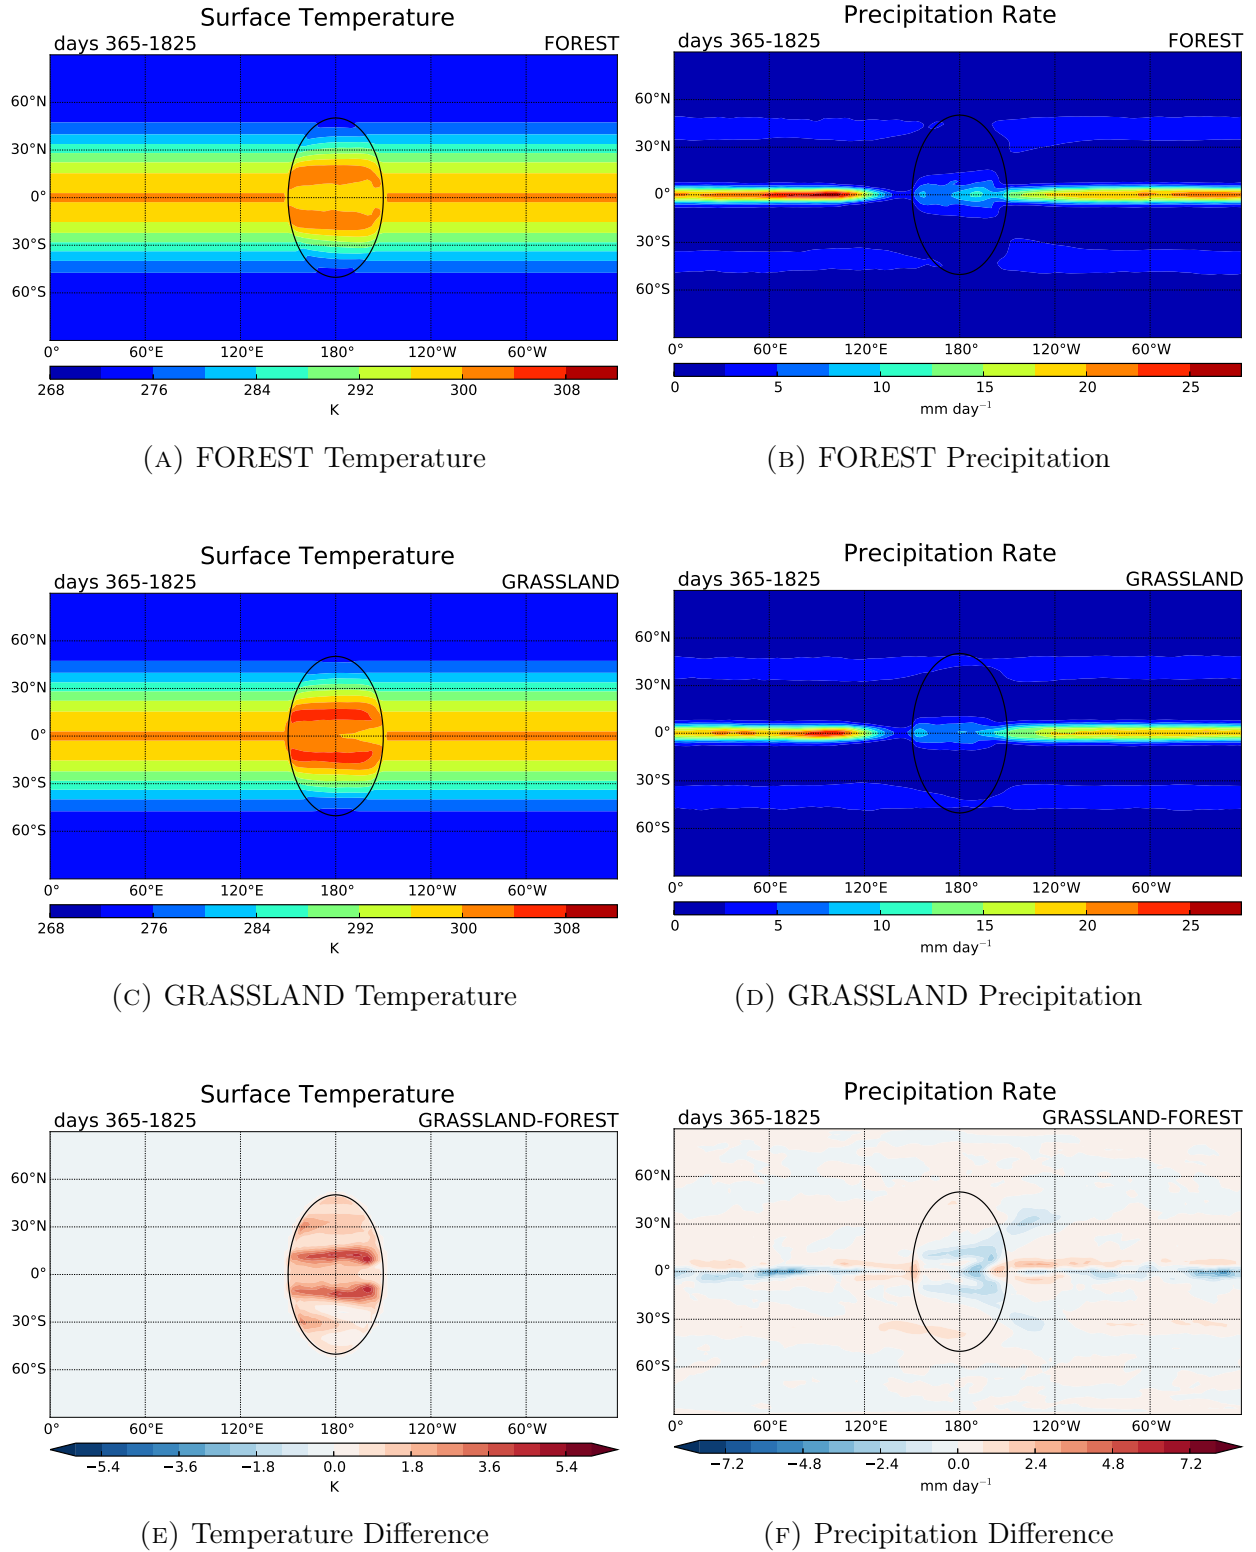 Surface Temperature
days 365-1825 FOREST
60°N
30°N
0°
30°S
60°S
0° 60°E 120°E 180° 120°W 60°W
268 276 284 292 300 308
K
(A) FOREST Temperature
Precipitation Rate
days 365-1825 FOREST
60°N
30°N
0°
30°S
60°S
0° 60°E 120°E 180° 120°W 60°W
0 5 10 15 20 25
mm day⁻¹
(B) FOREST Precipitation
Surface Temperature
days 365-1825 GRASSLAND
60°N
30°N
0°
30°S
60°S
0° 60°E 120°E 180° 120°W 60°W
268 276 284 292 300 308
K
(C) GRASSLAND Temperature
Precipitation Rate
days 365-1825 GRASSLAND
60°N
30°N
0°
30°S
60°S
0° 60°E 120°E 180° 120°W 60°W
0 5 10 15 20 25
mm day⁻¹
(D) GRASSLAND Precipitation
Surface Temperature
days 365-1825 GRASSLAND-FOREST
60°N
30°N
0°
30°S
60°S
0° 60°E 120°E 180° 120°W 60°W
−5.4 −3.6 −1.8 0.0 1.8 3.6 5.4
K
(E) Temperature Difference
Precipitation Rate
days 365-1825 GRASSLAND-FOREST
60°N
30°N
0°
30°S
60°S
0° 60°E 120°E 180° 120°W 60°W
−7.2 −4.8 −2.4 0.0 2.4 4.8 7.2
mm day⁻¹
(F) Precipitation Difference